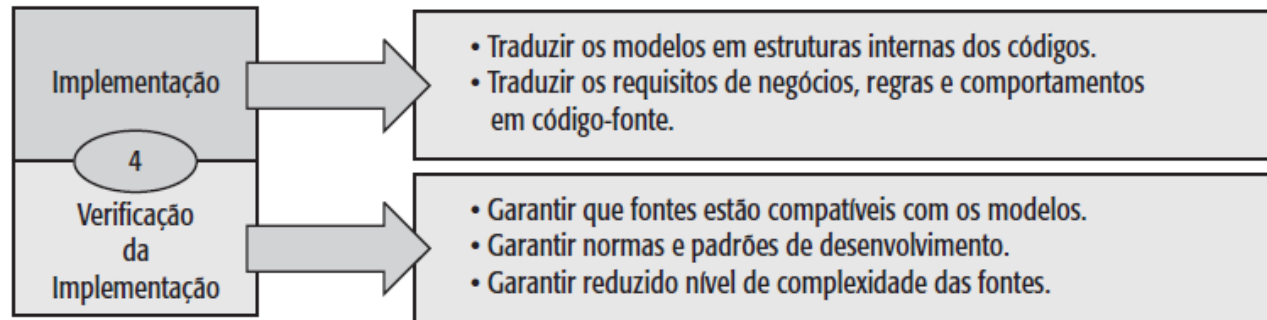 Implementação
• Traduzir os modelos em estruturas internas dos códigos.
• Traduzir os requisitos de negócios, regras e comportamentos
em código-fonte.
4
Verificação
da
Implementação
• Garantir que fontes estão compatíveis com os modelos.
• Garantir normas e padrões de desenvolvimento.
• Garantir reduzido nível de complexidade das fontes.